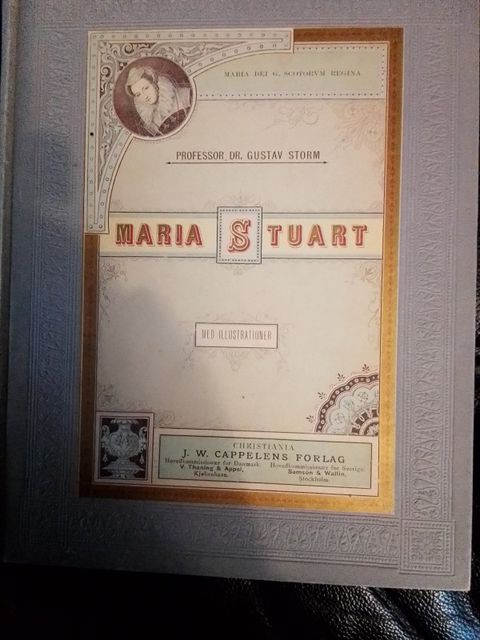 MARIA DEI G. SCOTORVM REGINA
PROFESSOR DR. GUSTAV STORM
MARIA STUART
MED ILLUSTRATIONER
CHRISTIANIA
J. W. CAPPELENS FORLAG
Hovedkommissionær for Danmark: Hovedkommissionær for Sverige:
V. Thaning & Appel, Samson & Wallin,
Kjøbenhavn. Stockholm.